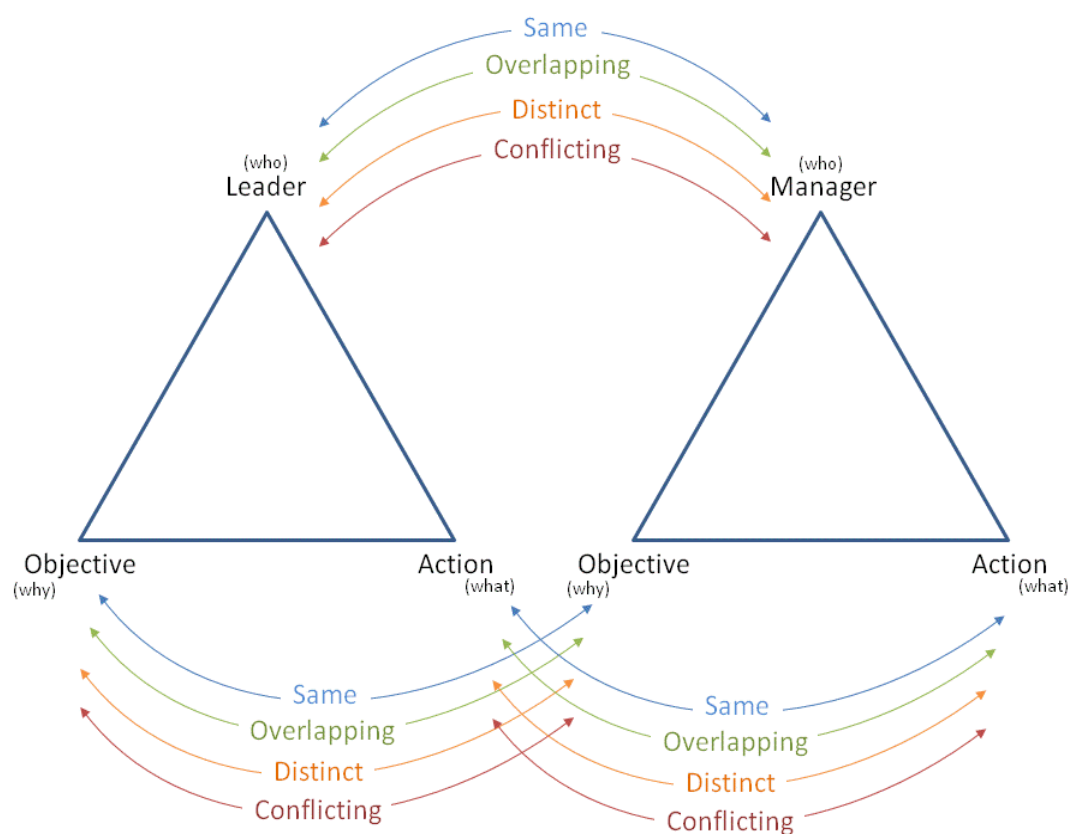 Same
Overlapping
Distinct
Conflicting
(who)
Leader
(who)
Manager
Objective
(why)
Action
(what)
Objective
(why)
Action
(what)
Same
Overlapping
Distinct
Conflicting
Same
Overlapping
Distinct
Conflicting